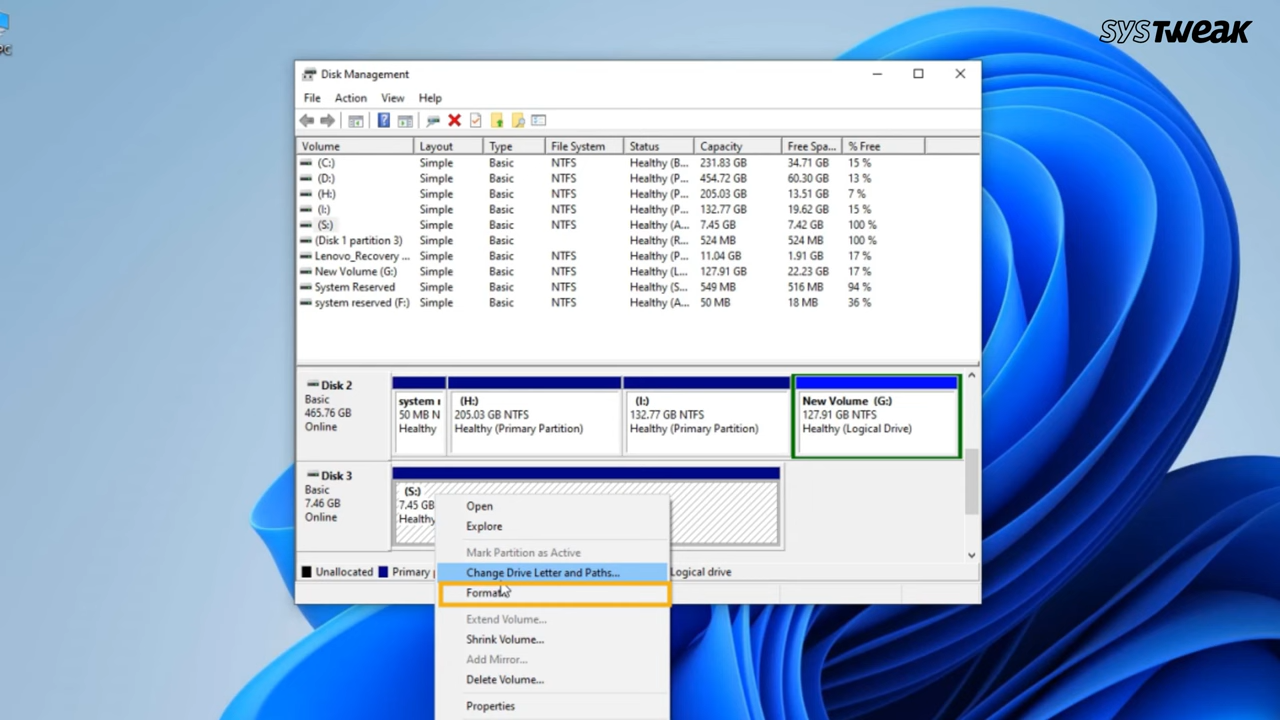 SYSTWEAK
Disk Management
File Action View Help
Volume Layout Type File System Status Capacity Free Spa... % Free
(C:) Simple Basic NTFS Healthy (B... 231.83 GB 34.71 GB 15 %
(D:) Simple Basic NTFS Healthy (P... 454.72 GB 60.30 GB 13 %
(H:) Simple Basic NTFS Healthy (P... 205.03 GB 13.51 GB 7 %
(I:) Simple Basic NTFS Healthy (P... 132.77 GB 19.62 GB 15 %
(S:) Simple Basic NTFS Healthy (A... 7.45 GB 7.42 GB 100 %
(Disk 1 partition 3) Simple Basic Healthy (R... 524 MB 524 MB 100 %
Lenovo_Recovery ... Simple Basic NTFS Healthy (P... 11.04 GB 1.91 GB 17 %
New Volume (G:) Simple Basic NTFS Healthy (L... 127.91 GB 22.23 GB 17 %
System Reserved Simple Basic NTFS Healthy (S... 549 MB 516 MB 94 %
system reserved (F:) Simple Basic NTFS Healthy (A... 50 MB 18 MB 36 %
Disk 2
Basic
465.76 GB
Online
system r
50 MB N
Healthy
(H:)
205.03 GB NTFS
Healthy (Primary Partition)
(I:)
132.77 GB NTFS
Healthy (Primary Partition)
New Volume (G:)
127.91 GB NTFS
Healthy (Logical Drive)
Disk 3
Basic
7.46 GB
Online
(S:)
7.45 GB
Healthy
Unallocated Primary Logical drive
Open
Explore
Mark Partition as Active
Change Drive Letter and Paths...
Format
Extend Volume...
Shrink Volume...
Add Mirror...
Delete Volume...
Properties